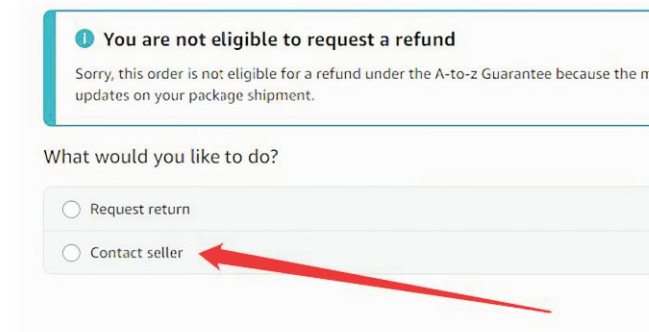 You are not eligible to request a refund
Sorry, this order is not eligible for a refund under the A-to-z Guarantee because the
updates on your package shipment.
What would you like to do?
Request return
Contact seller